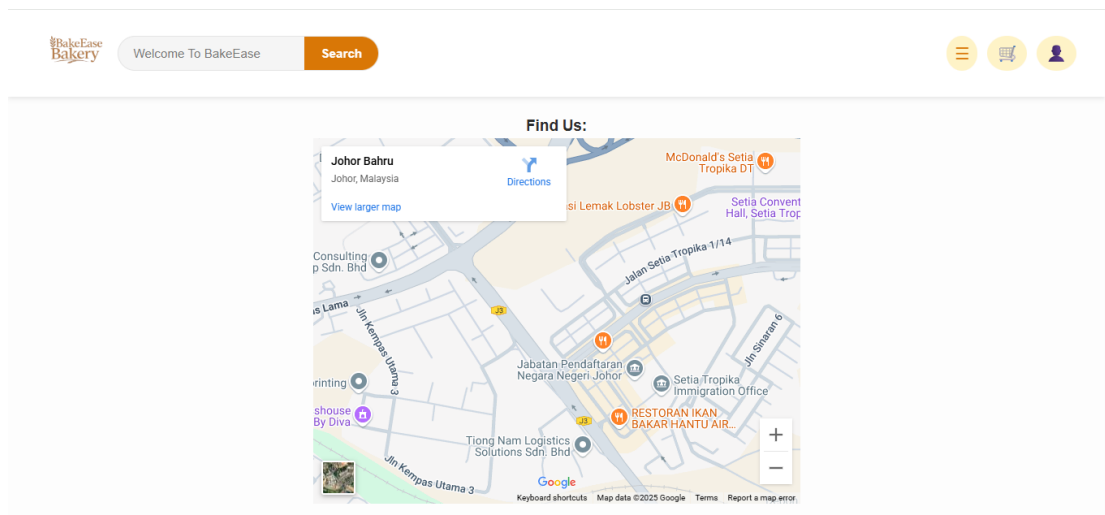 BakeEase
Bakery
Welcome To BakeEase
Search
Find Us:
Johor Bahru
Johor, Malaysia
Directions
View larger map
McDonald's Setia
Tropika DT
si Lemak Lobster JB
Setia Convent
Hall, Setia Trop
Consulting
p Sdn. Bhd
Jalan Setia Tropika 1/14
as Lama
J3
Jln Kempas Utama 3
Jln Sinaran 6
Jabatan Pendaftaran
Negara Negeri Johor
Setia Tropika
Immigration Office
rinting
shouse
By Diva
RESTORAN IKAN
BAKAR HANTU AIR...
J3
Tiong Nam Logistics
Solutions Sdn. Bhd
Jln Kempas Utama 3
Google
Keyboard shortcuts Map data ©2025 Google Terms Report a map error